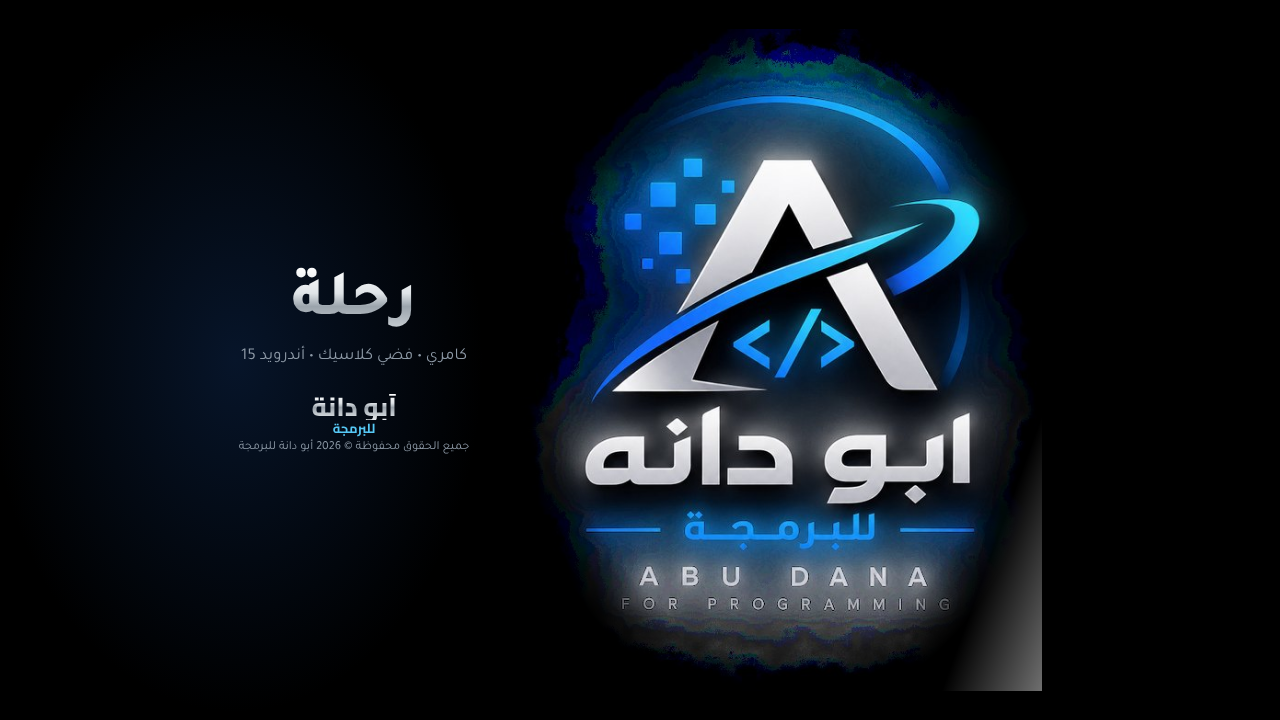 رحلة
كامري • فضي كلاسيك • أندرويد 15
أبو دانة
للبرمجة
جميع الحقوق محفوظة © 2026 أبو دانة للبرمجة
</>
ابو دانه
للبرمجة
ABU DANA
FOR PROGRAMMING